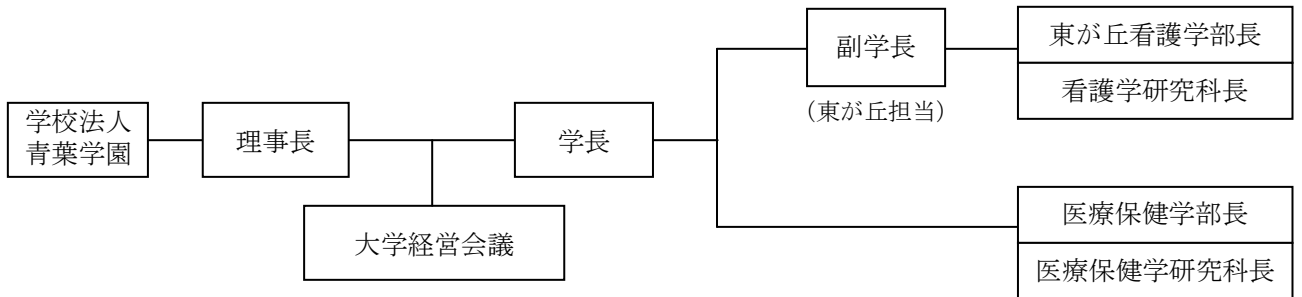 学校法人
青葉学園
理事長
大学経営会議
学長
副学長
(東が丘担当)
東が丘看護学部長
看護学研究科長
医療保健学部長
医療保健学研究科長